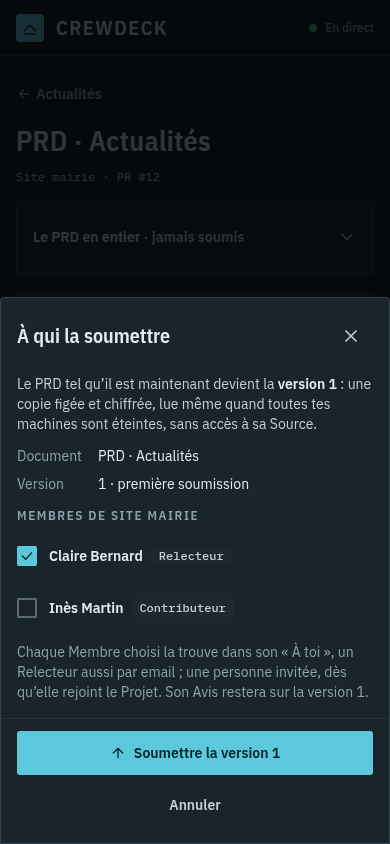 CREWDECK
En direct
← Actualités
PRD · Actualités
Site mairie · PR #12
Le PRD en entier · jamais soumis
À qui la soumettre
Le PRD tel qu’il est maintenant devient la version 1 : une
copie figée et chiffrée, lue même quand toutes tes
machines sont éteintes, sans accès à sa Source.
Document PRD · Actualités
Version 1 · première soumission
MEMBRES DE SITE MAIRIE
Claire Bernard Relecteur
Inès Martin Contributeur
Chaque Membre choisi la trouve dans son « À toi », un
Relecteur aussi par email ; une personne invitée, dès
qu’elle rejoint le Projet. Son Avis restera sur la version 1.
↑ Soumettre la version 1
Annuler